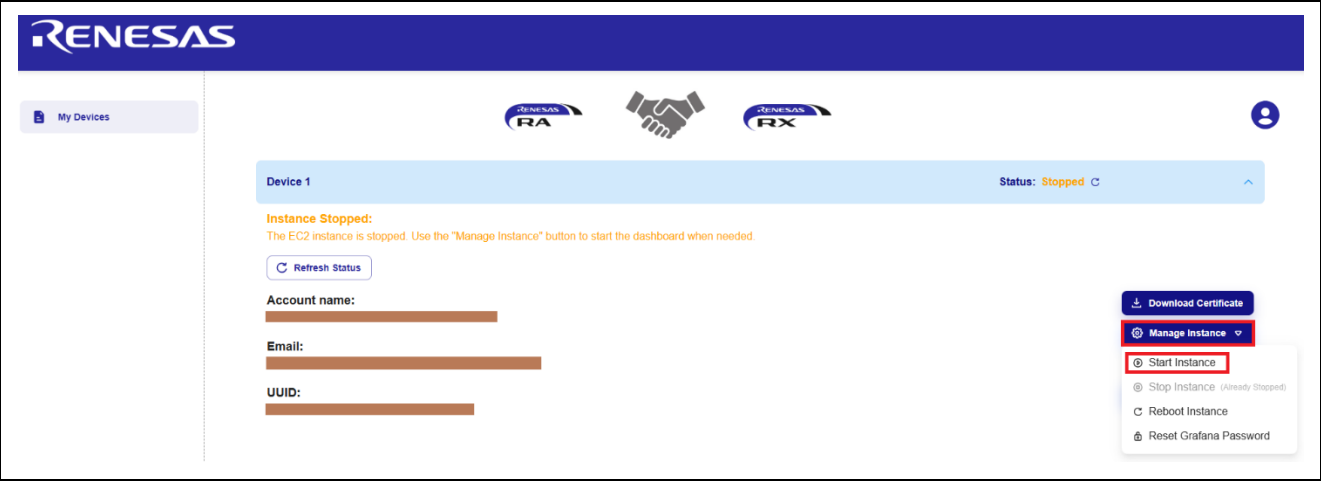 RENESAS
My Devices
RENESAS
RA
RENESAS
RX
Device 1
Status: Stopped
Instance Stopped:
The EC2 instance is stopped. Use the "Manage Instance" button to start the dashboard when needed.
Refresh Status
Account name:
Download Certificate
Manage Instance
Email:
Start Instance
Stop Instance (Already Stopped)
UUID:
Reboot Instance
Reset Grafana Password